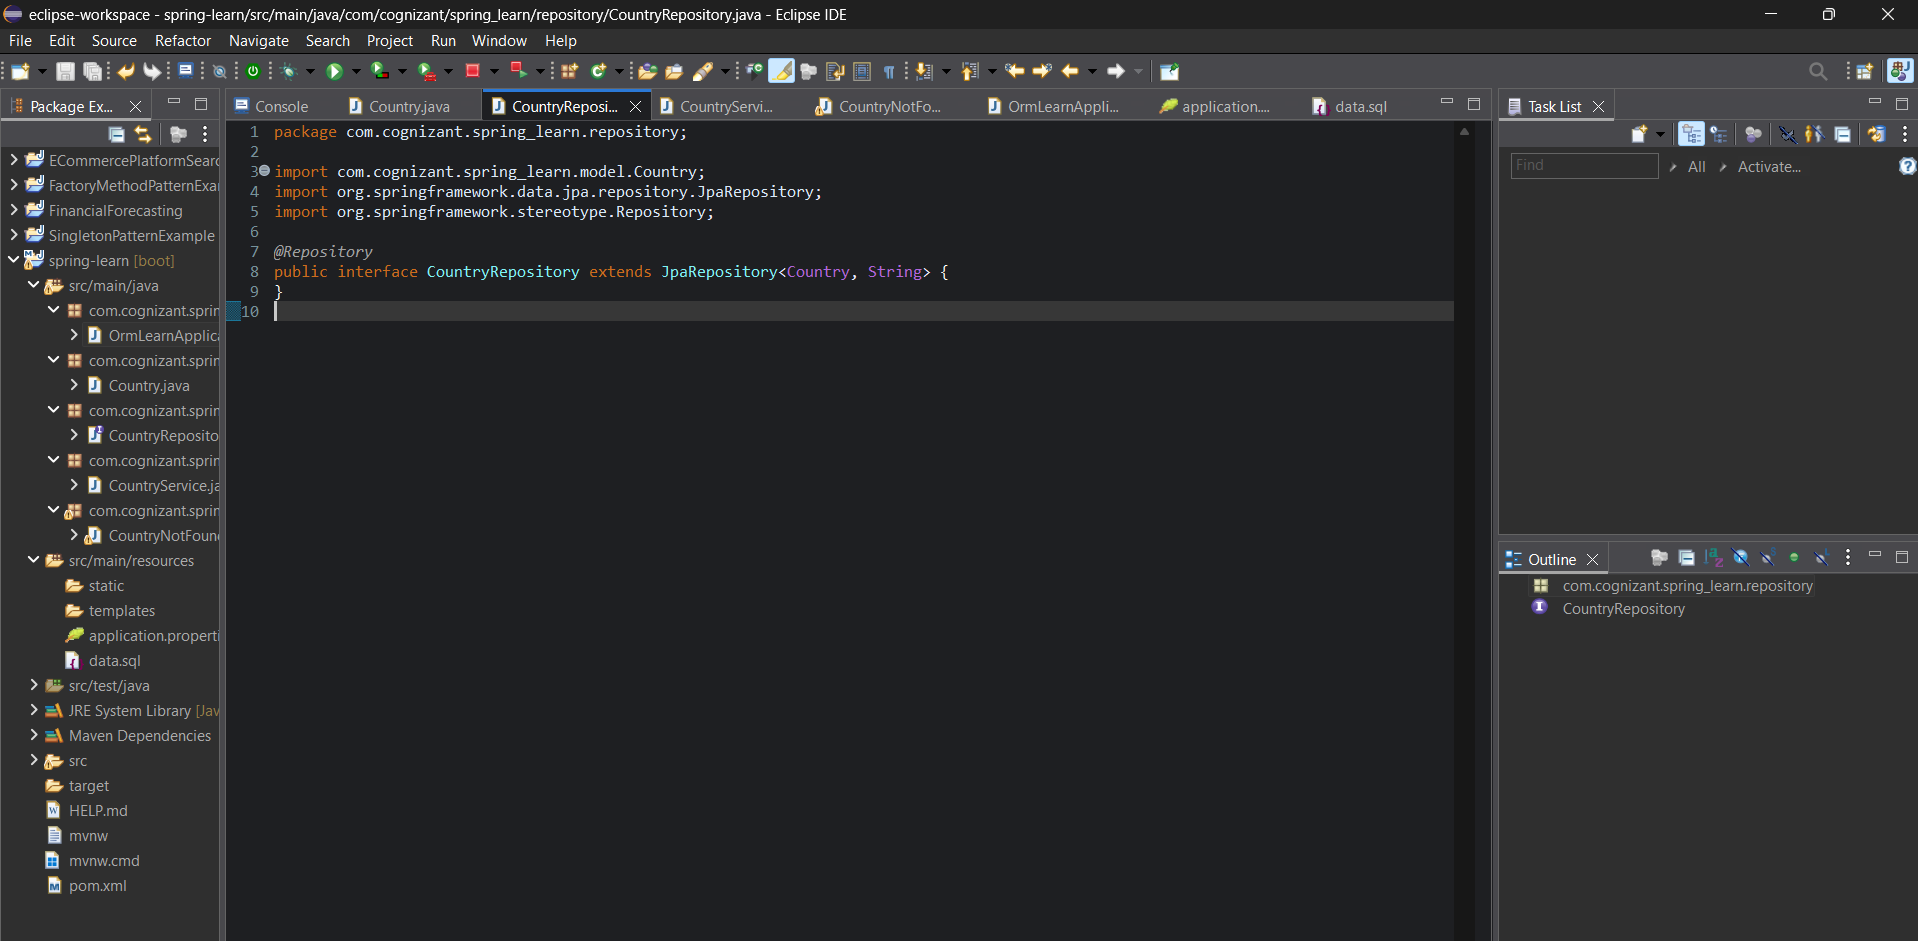 eclipse-workspace - spring-learn/src/main/java/com/cognizant/spring_learn/repository/CountryRepository.java - Eclipse IDE
File Edit Source Refactor Navigate Search Project Run Window Help
Package Ex...
ECommercePlatformSearc
FactoryMethodPatternExa
FinancialForecasting
SingletonPatternExample
spring-learn [boot]
src/main/java
com.cognizant.sprin
OrmLearnApplica
com.cognizant.sprin
Country.java
com.cognizant.sprin
CountryReposito
com.cognizant.sprin
CountryService.ja
com.cognizant.sprin
CountryNotFoun
src/main/resources
static
templates
application.properti
data.sql
src/test/java
JRE System Library [Jav
Maven Dependencies
src
target
HELP.md
mvnw
mvnw.cmd
pom.xml
Console Country.java CountryReposi... CountryServi... CountryNotFo... OrmLearnAppli... application.... data.sql
1 package com.cognizant.spring_learn.repository;
2
3 import com.cognizant.spring_learn.model.Country;
4 import org.springframework.data.jpa.repository.JpaRepository;
5 import org.springframework.stereotype.Repository;
6
7 @Repository
8 public interface CountryRepository extends JpaRepository<Country, String> {
9 }
10
Task List
Find All Activate...
Outline
com.cognizant.spring_learn.repository
CountryRepository